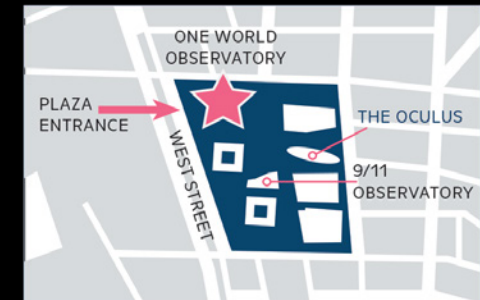 ONE WORLD
OBSERVATORY
PLAZA
ENTRANCE
THE OCULUS
WEST STREET
9/11
OBSERVATORY